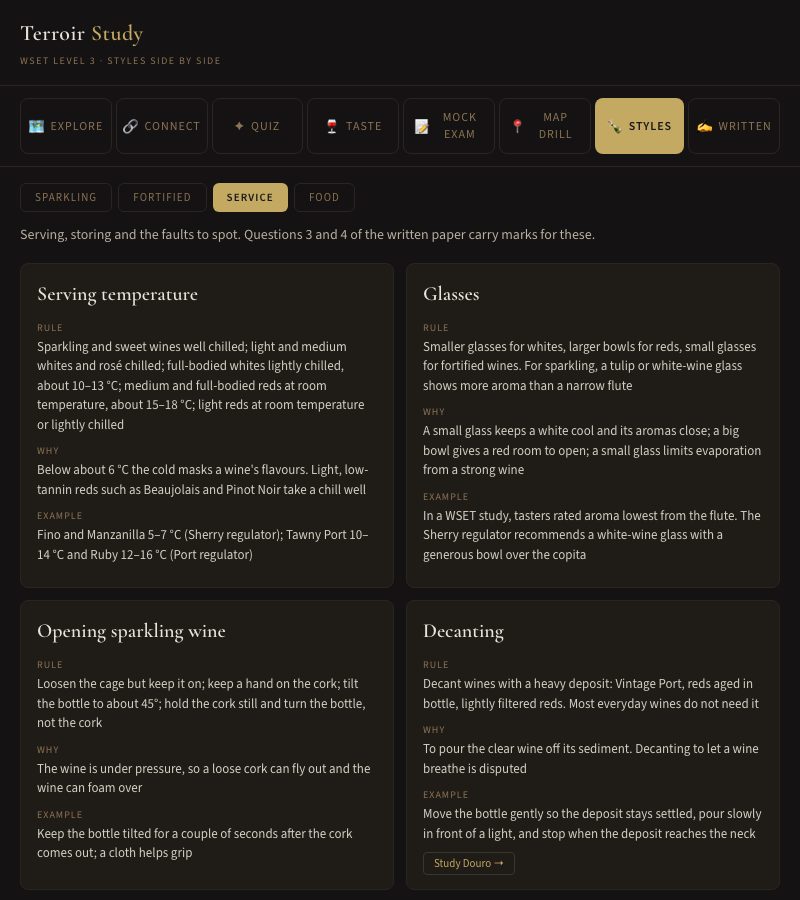 Terroir Study
WSET LEVEL 3 · STYLES SIDE BY SIDE
EXPLORE
CONNECT
QUIZ
TASTE
MOCK
EXAM
MAP
DRILL
STYLES
WRITTEN
SPARKLING
FORTIFIED
SERVICE
FOOD
Serving, storing and the faults to spot. Questions 3 and 4 of the written paper carry marks for these.
Serving temperature
RULE
Sparkling and sweet wines well chilled; light and medium
whites and rosé chilled; full-bodied whites lightly chilled,
about 10–13 °C; medium and full-bodied reds at room
temperature, about 15–18 °C; light reds at room temperature
or lightly chilled
WHY
Below about 6 °C the cold masks a wine's flavours. Light, low-
tannin reds such as Beaujolais and Pinot Noir take a chill well
EXAMPLE
Fino and Manzanilla 5–7 °C (Sherry regulator); Tawny Port 10–
14 °C and Ruby 12–16 °C (Port regulator)
Glasses
RULE
Smaller glasses for whites, larger bowls for reds, small glasses
for fortified wines. For sparkling, a tulip or white-wine glass
shows more aroma than a narrow flute
WHY
A small glass keeps a white cool and its aromas close; a big
bowl gives a red room to open; a small glass limits evaporation
from a strong wine
EXAMPLE
In a WSET study, tasters rated aroma lowest from the flute. The
Sherry regulator recommends a white-wine glass with a
generous bowl over the copita
Opening sparkling wine
RULE
Loosen the cage but keep it on; keep a hand on the cork; tilt
the bottle to about 45°; hold the cork still and turn the bottle,
not the cork
WHY
The wine is under pressure, so a loose cork can fly out and the
wine can foam over
EXAMPLE
Keep the bottle tilted for a couple of seconds after the cork
comes out; a cloth helps grip
Decanting
RULE
Decant wines with a heavy deposit: Vintage Port, reds aged in
bottle, lightly filtered reds. Most everyday wines do not need it
WHY
To pour the clear wine off its sediment. Decanting to let a wine
breathe is disputed
EXAMPLE
Move the bottle gently so the deposit stays settled, pour slowly
in front of a light, and stop when the deposit reaches the neck
Study Douro →